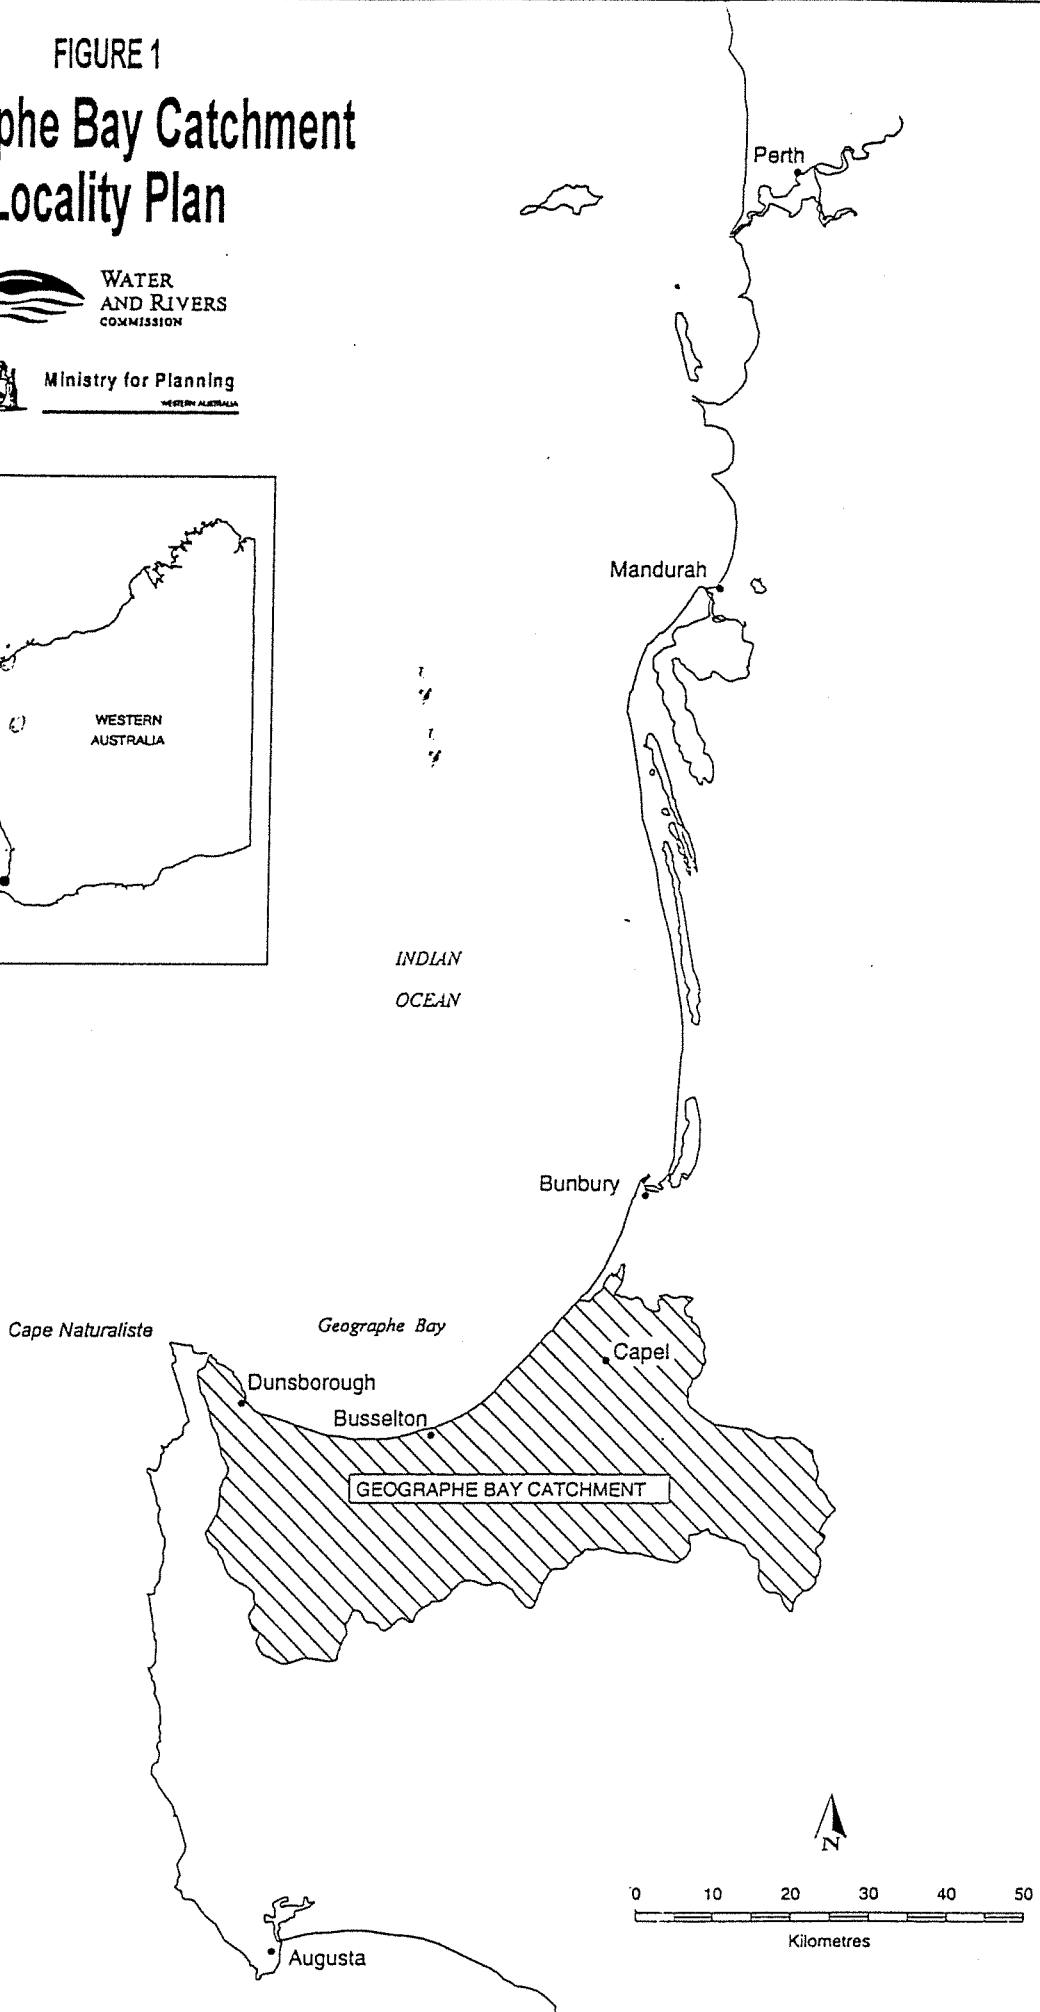 FIGURE 1
phe Bay Catchment
Locality Plan
WATER
AND RIVERS
COMMISSION
Ministry for Planning
WESTERN AUSTRALIA
WESTERN
AUSTRALIA
Perth
Mandurah
INDIAN
OCEAN
Bunbury
Cape Naturaliste
Geographe Bay
Capel
Dunsborough
Busselton
GEOGRAPHE BAY CATCHMENT
N
0 10 20 30 40 50
Kilometres
Augusta